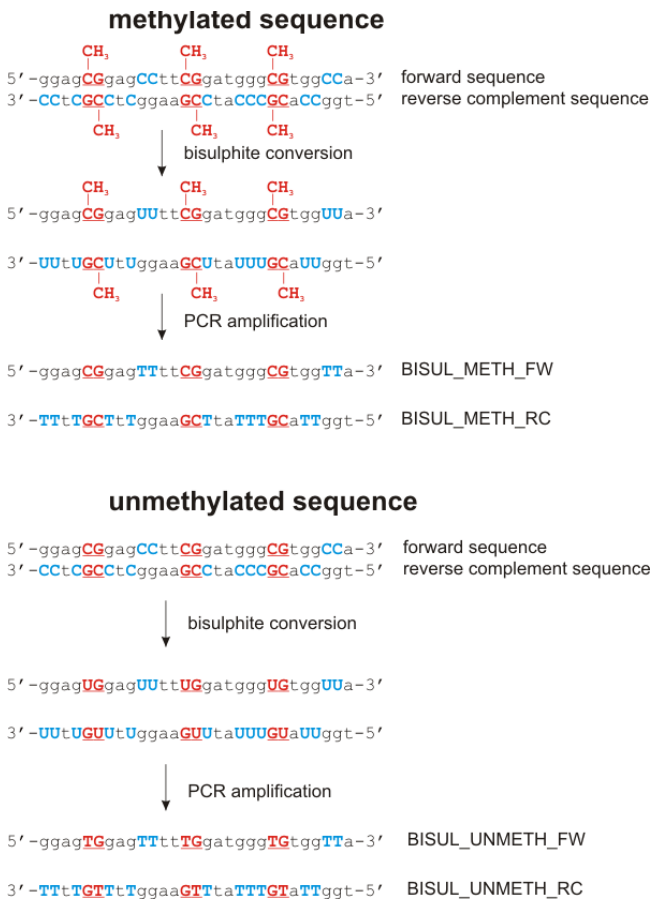 methylated sequence
CH₃ CH₃ CH₃
5′-ggagCGgagCCttCGgatgggCGtggCCa-3′ forward sequence
3′-CCtCGCCtCggaaGCCtaCCCGCaCCggt-5′ reverse complement sequence
CH₃ CH₃ CH₃
bisulphite conversion
CH₃ CH₃ CH₃
5′-ggagCGgagUUttCGgatgggCGtggUUa-3′
3′-UUtUGCUtUggaaGCUtaUUUGCaUUggt-5′
CH₃ CH₃ CH₃
PCR amplification
5′-ggagCGgagTTttCGgatgggCGtggTTa-3′ BISUL_METH_FW
3′-TTtTGCTtTggaaGCTtaTTTGCaTTggt-5′ BISUL_METH_RC
unmethylated sequence
5′-ggagCGgagCCttCGgatgggCGtggCCa-3′ forward sequence
3′-CCtCGCCtCggaaGCCtaCCCGCaCCggt-5′ reverse complement sequence
bisulphite conversion
5′-ggagUGgagUUttUGgatgggUGtggUUa-3′
3′-UUtUGUUtUggaaGUUtaUUUGUaUUggt-5′
PCR amplification
5′-ggagTGgagTTttTGgatgggTGtggTTa-3′ BISUL_UNMETH_FW
3′-TTtTGTTtTggaaGTTtaTTTGTaTTggt-5′ BISUL_UNMETH_RC